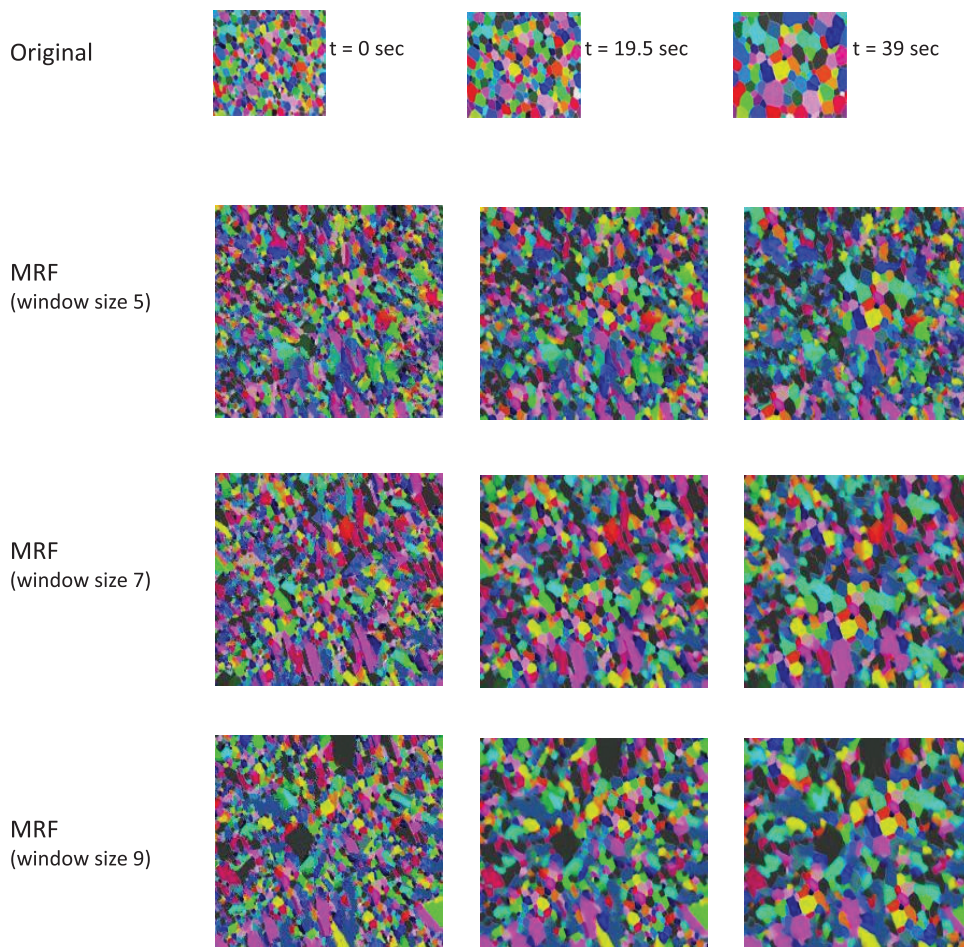 Original
t = 0 sec
t = 19.5 sec
t = 39 sec
MRF
(window size 5)
MRF
(window size 7)
MRF
(window size 9)